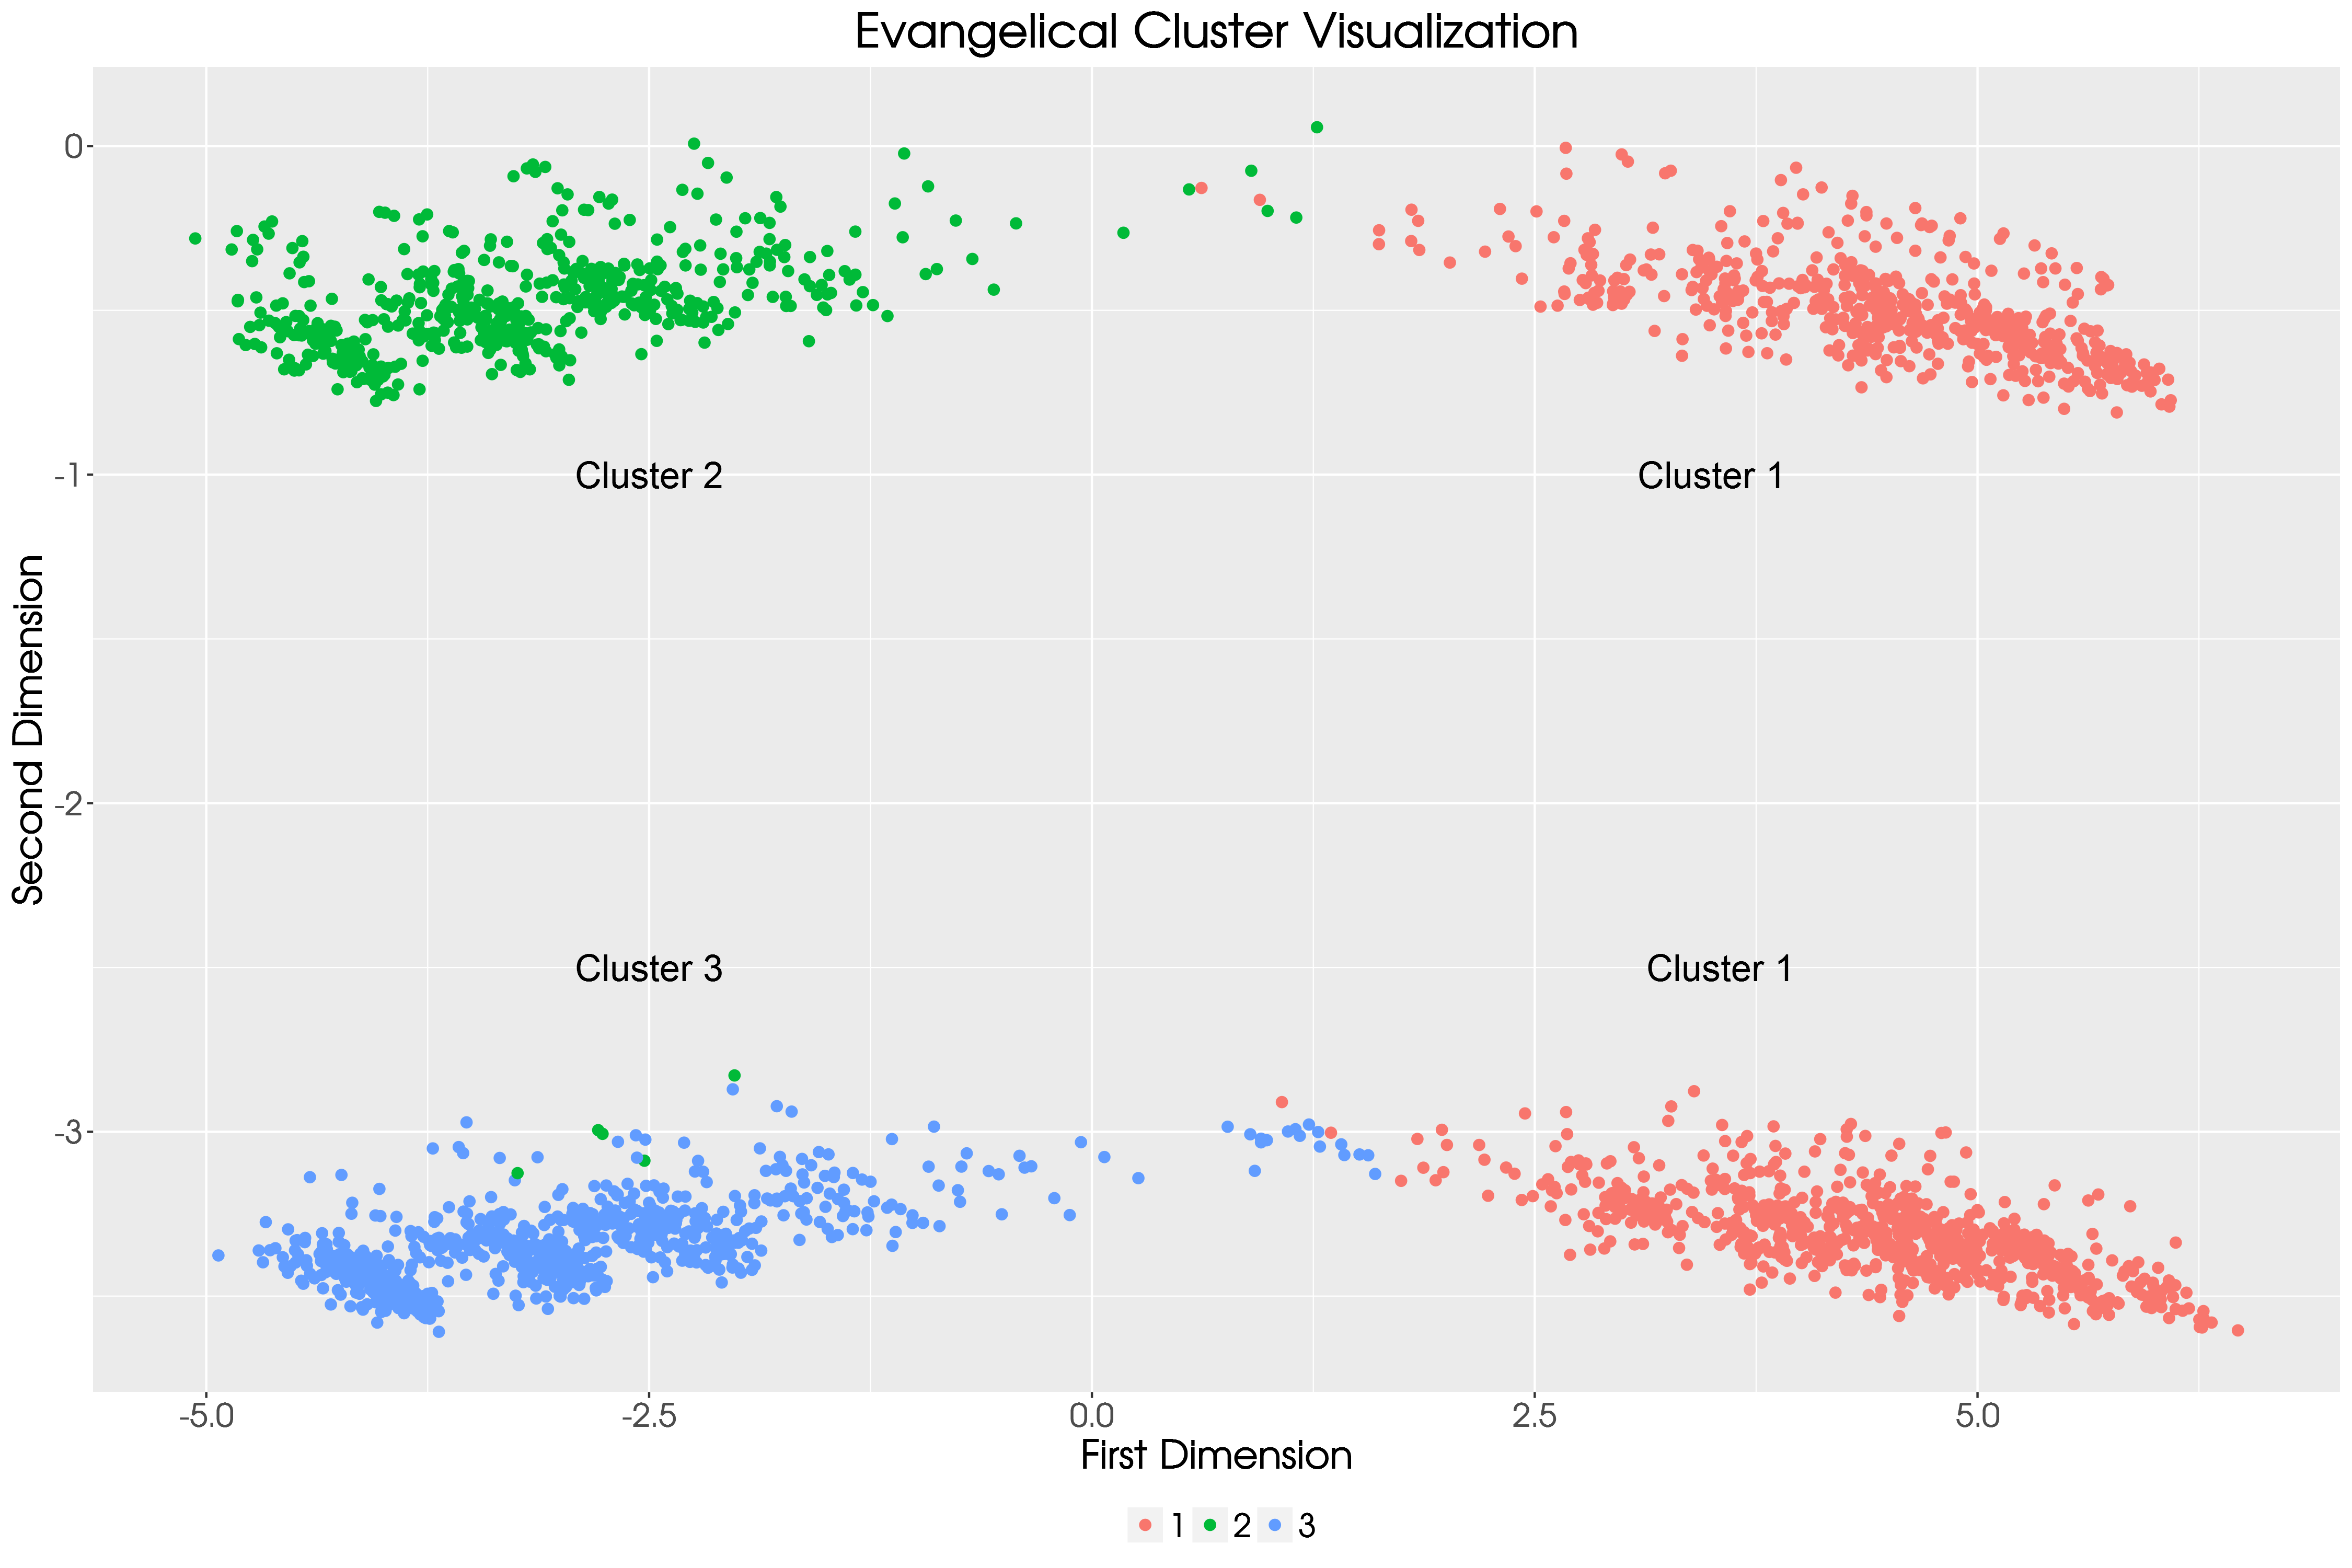 Evangelical Cluster Visualization
0
-1
-2
-3
Second Dimension
Cluster 2
Cluster 1
Cluster 3
Cluster 1
-5.0
-2.5
0.0
2.5
5.0
First Dimension
1
2
3